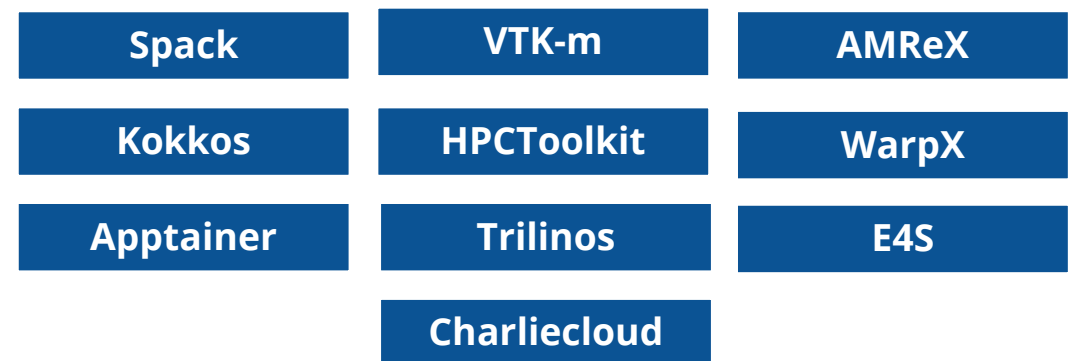 Spack
VTK-m
AMReX
Kokkos
HPCToolkit
WarpX
Apptainer
Trilinos
E4S
Charliecloud